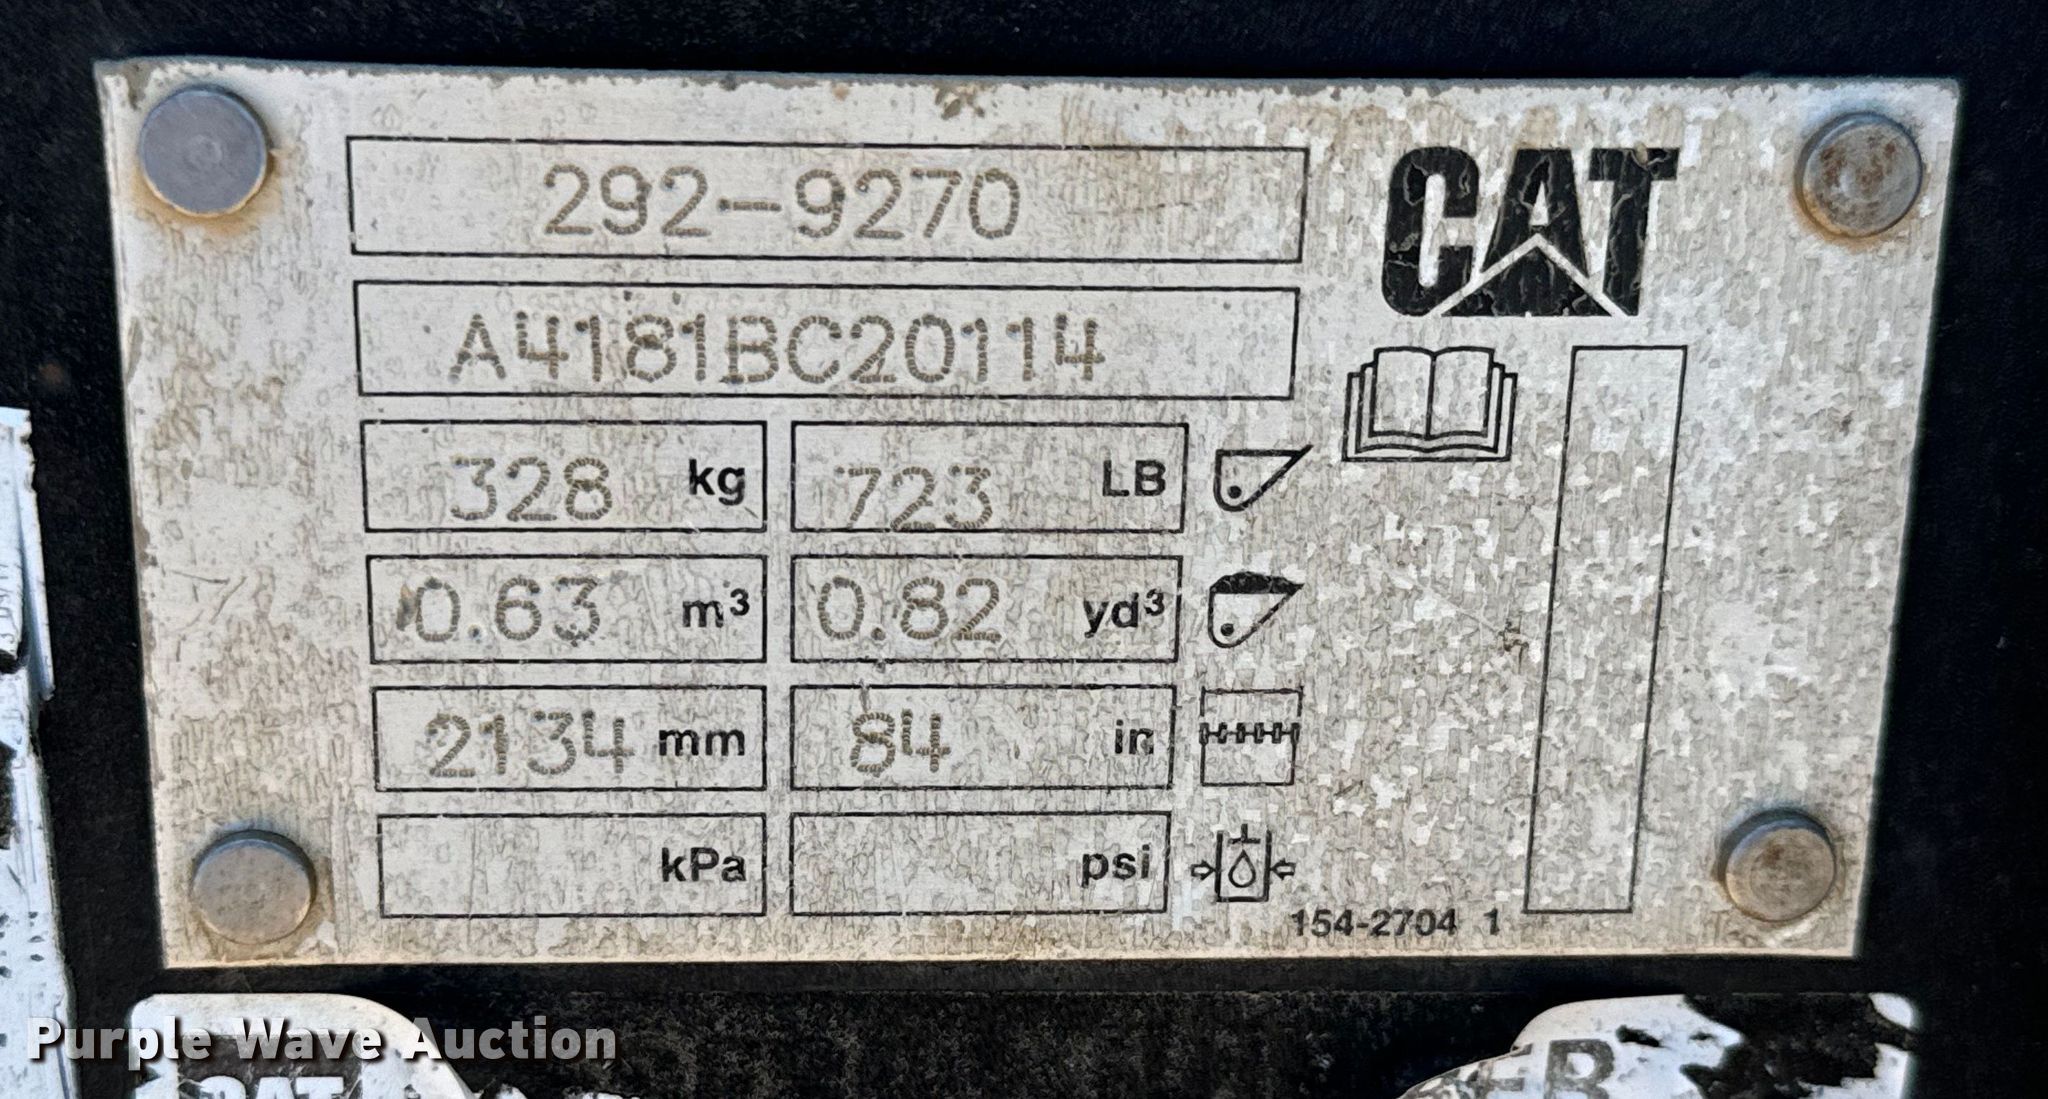 292-9270
CAT
A4181BC20114
328 kg 723 LB
0.63 m³ 0.82 yd³
2134 mm 84 in
kPa psi
154-2704 1
Purple Wave Auction
CAT